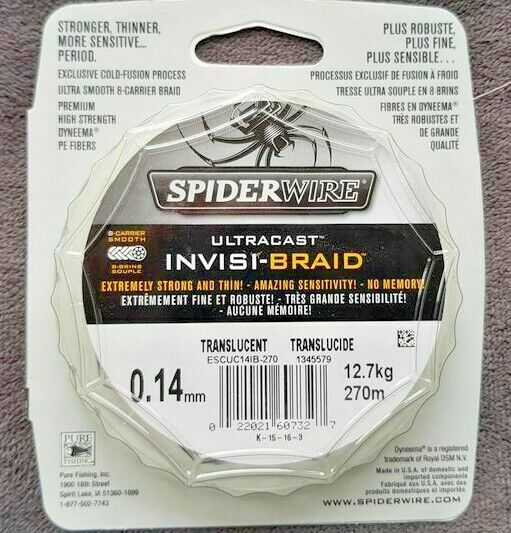 STRONGER, THINNER,
MORE SENSITIVE...
PERIOD.
EXCLUSIVE COLD-FUSION PROCESS
ULTRA SMOOTH 8-CARRIER BRAID
PREMIUM
HIGH STRENGTH
DYNEEMA®
PE FIBERS
PLUS ROBUSTE,
PLUS FINE,
PLUS SENSIBLE...
PROCESSUS EXCLUSIF DE FUSION À FROID
TRESSE ULTRA SOUPLE EN 8 BRINS
FIBRES EN DYNEEMA®
TRÈS ROBUSTES ET
DE GRANDE
QUALITÉ
SPIDERWIRE®
8-CARRIER
SMOOTH
8-BRINS
SOUPLE
ULTRACAST™
INVISI-BRAID™
EXTREMELY STRONG AND THIN! - AMAZING SENSITIVITY! - NO MEMORY!
EXTRÊMEMENT FINE ET ROBUSTE! - TRÈS GRANDE SENSIBILITÉ!
- AUCUNE MÉMOIRE!
TRANSLUCENT TRANSLUCIDE
ESCUC14IB-270 1345579
0.14mm
12.7kg
270m
0 22021 60732 7
K-15-16-3
PURE
FISHING
Pure Fishing, Inc.
1900 18th Street
Spirit Lake, IA 51360-1099
1-877-502-7743
Dyneema® is a registered
trademark of Royal DSM N.V.
Made in U.S.A. of domestic and
imported components
Fabriqué aux U.S.A. avec des
produits domestiques et importés
WWW.SPIDERWIRE.COM